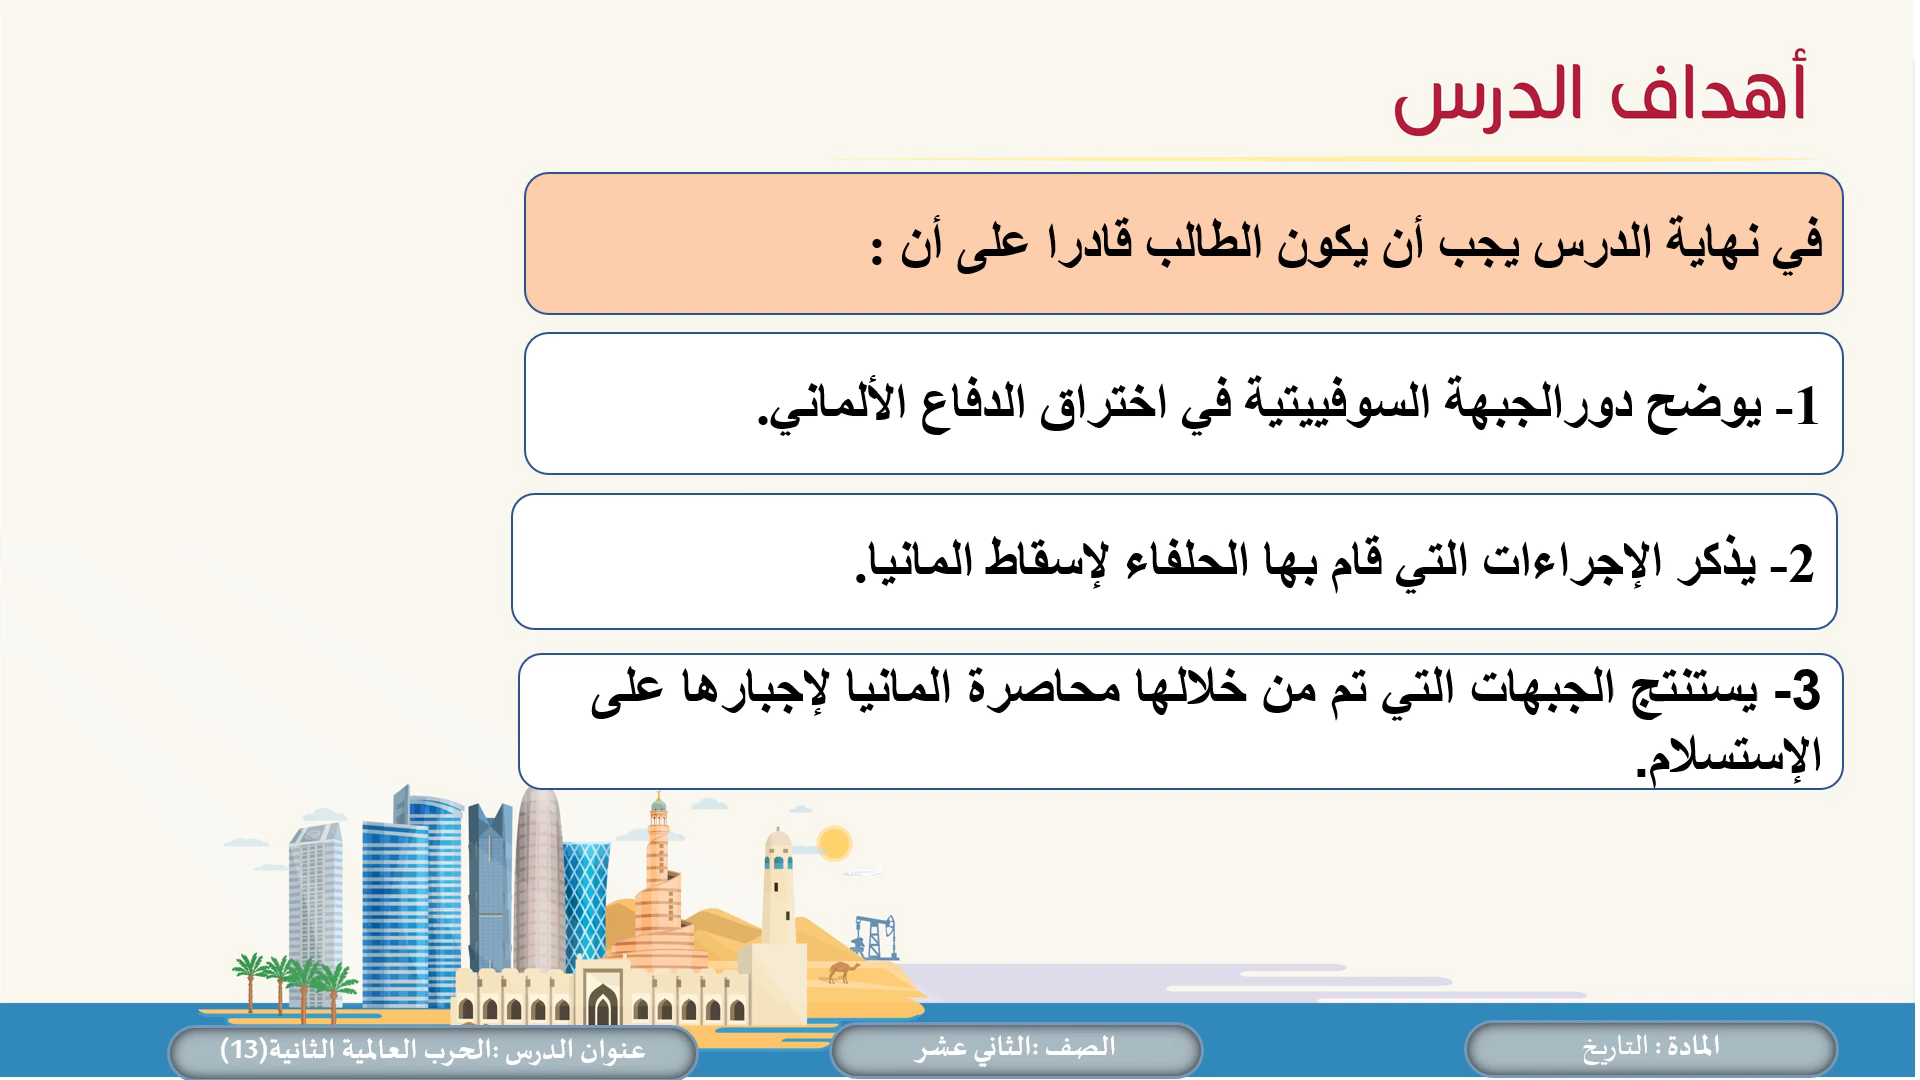 أهداف الدرس
في نهاية الدرس يجب أن يكون الطالب قادرا على أن :
1- يوضح دورالجبهة السوفييتية في اختراق الدفاع الألماني.
2- يذكر الإجراءات التي قام بها الحلفاء لإسقاط المانيا.
3- يستنتج الجبهات التي تم من خلالها محاصرة المانيا لإجبارها على
الإستسلام.
المادة : التاريخ
الصف :الثاني عشر
عنوان الدرس :الحرب العالمية الثانية(13)